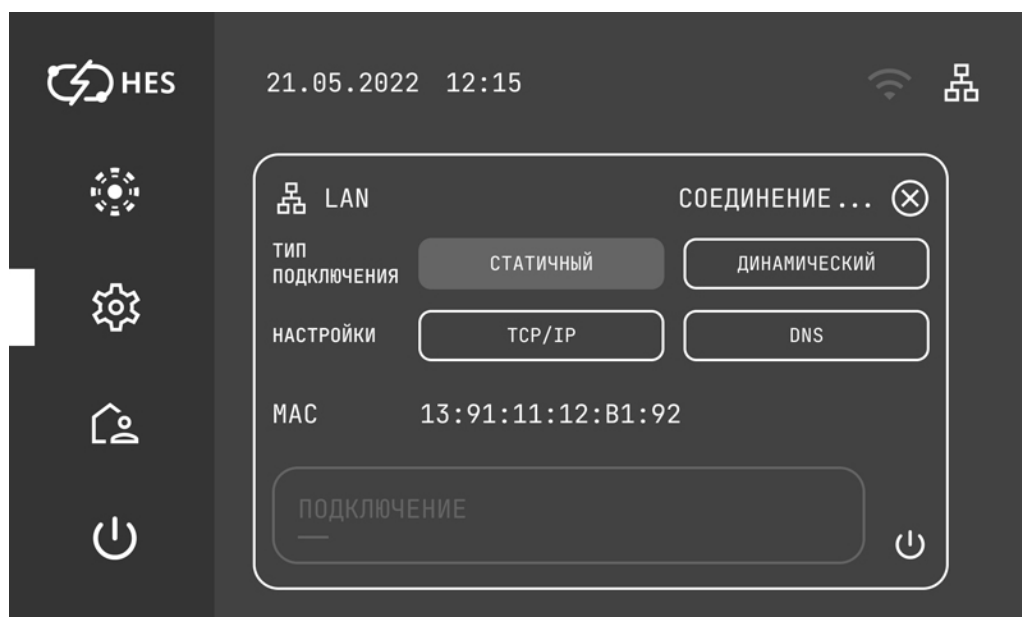 HES
21.05.2022 12:15
LAN СОЕДИНЕНИЕ...
ТИП
ПОДКЛЮЧЕНИЯ
СТАТИЧНЫЙ ДИНАМИЧЕСКИЙ
НАСТРОЙКИ TCP/IP DNS
MAC 13:91:11:12:B1:92
ПОДКЛЮЧЕНИЕ